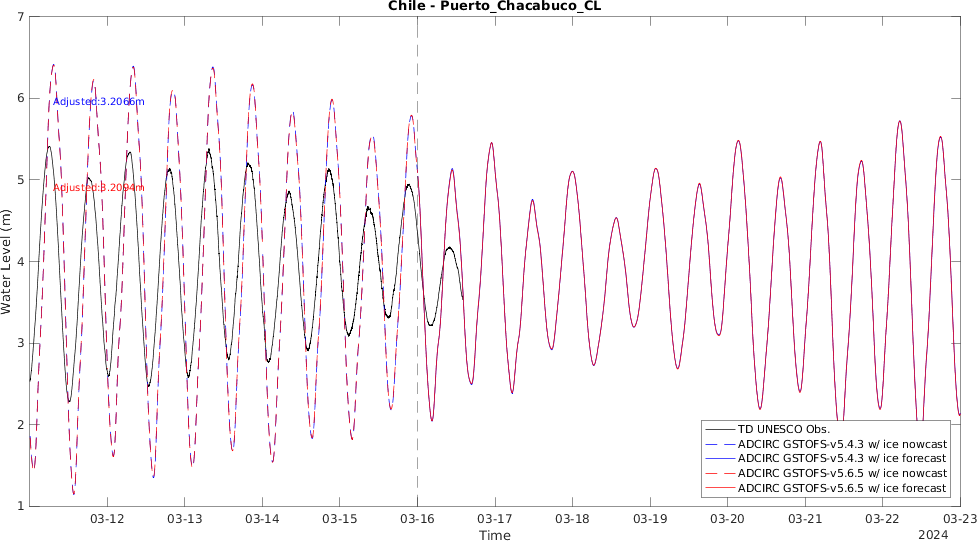 Chile - Puerto_Chacabuco_CL
7
6
5
4
3
2
1
Water Level (m)
Adjusted:3.2066m
Adjusted:3.2094m
TD UNESCO Obs.
ADCIRC GSTOFS-v5.4.3 w/ ice nowcast
ADCIRC GSTOFS-v5.4.3 w/ ice forecast
ADCIRC GSTOFS-v5.6.5 w/ ice nowcast
ADCIRC GSTOFS-v5.6.5 w/ ice forecast
03-12 03-13 03-14 03-15 03-16 03-17 03-18 03-19 03-20 03-21 03-22 03-23
Time
2024